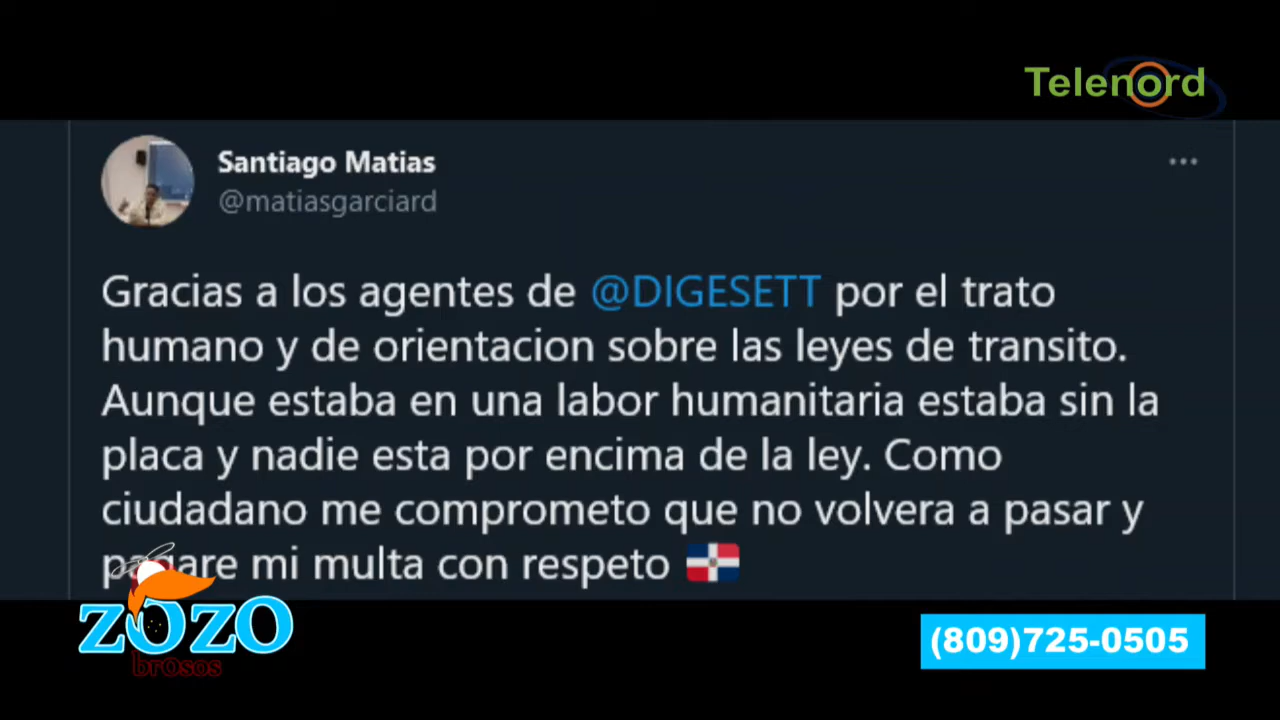 Telenord
Santiago Matias
@matiasgarciard
Gracias a los agentes de @DIGESETT por el trato
humano y de orientacion sobre las leyes de transito.
Aunque estaba en una labor humanitaria estaba sin la
placa y nadie esta por encima de la ley. Como
ciudadano me comprometo que no volvera a pasar y
pagare mi multa con respeto
zozo
brosos
(809)725-0505